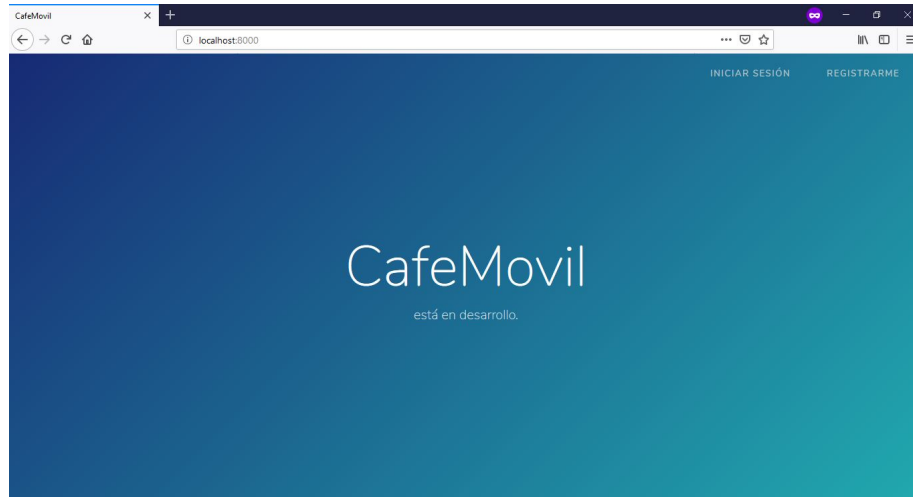 CafeMovil
localhost:8000
INICIAR SESIÓN REGISTRARME
CafeMovil
está en desarrollo.